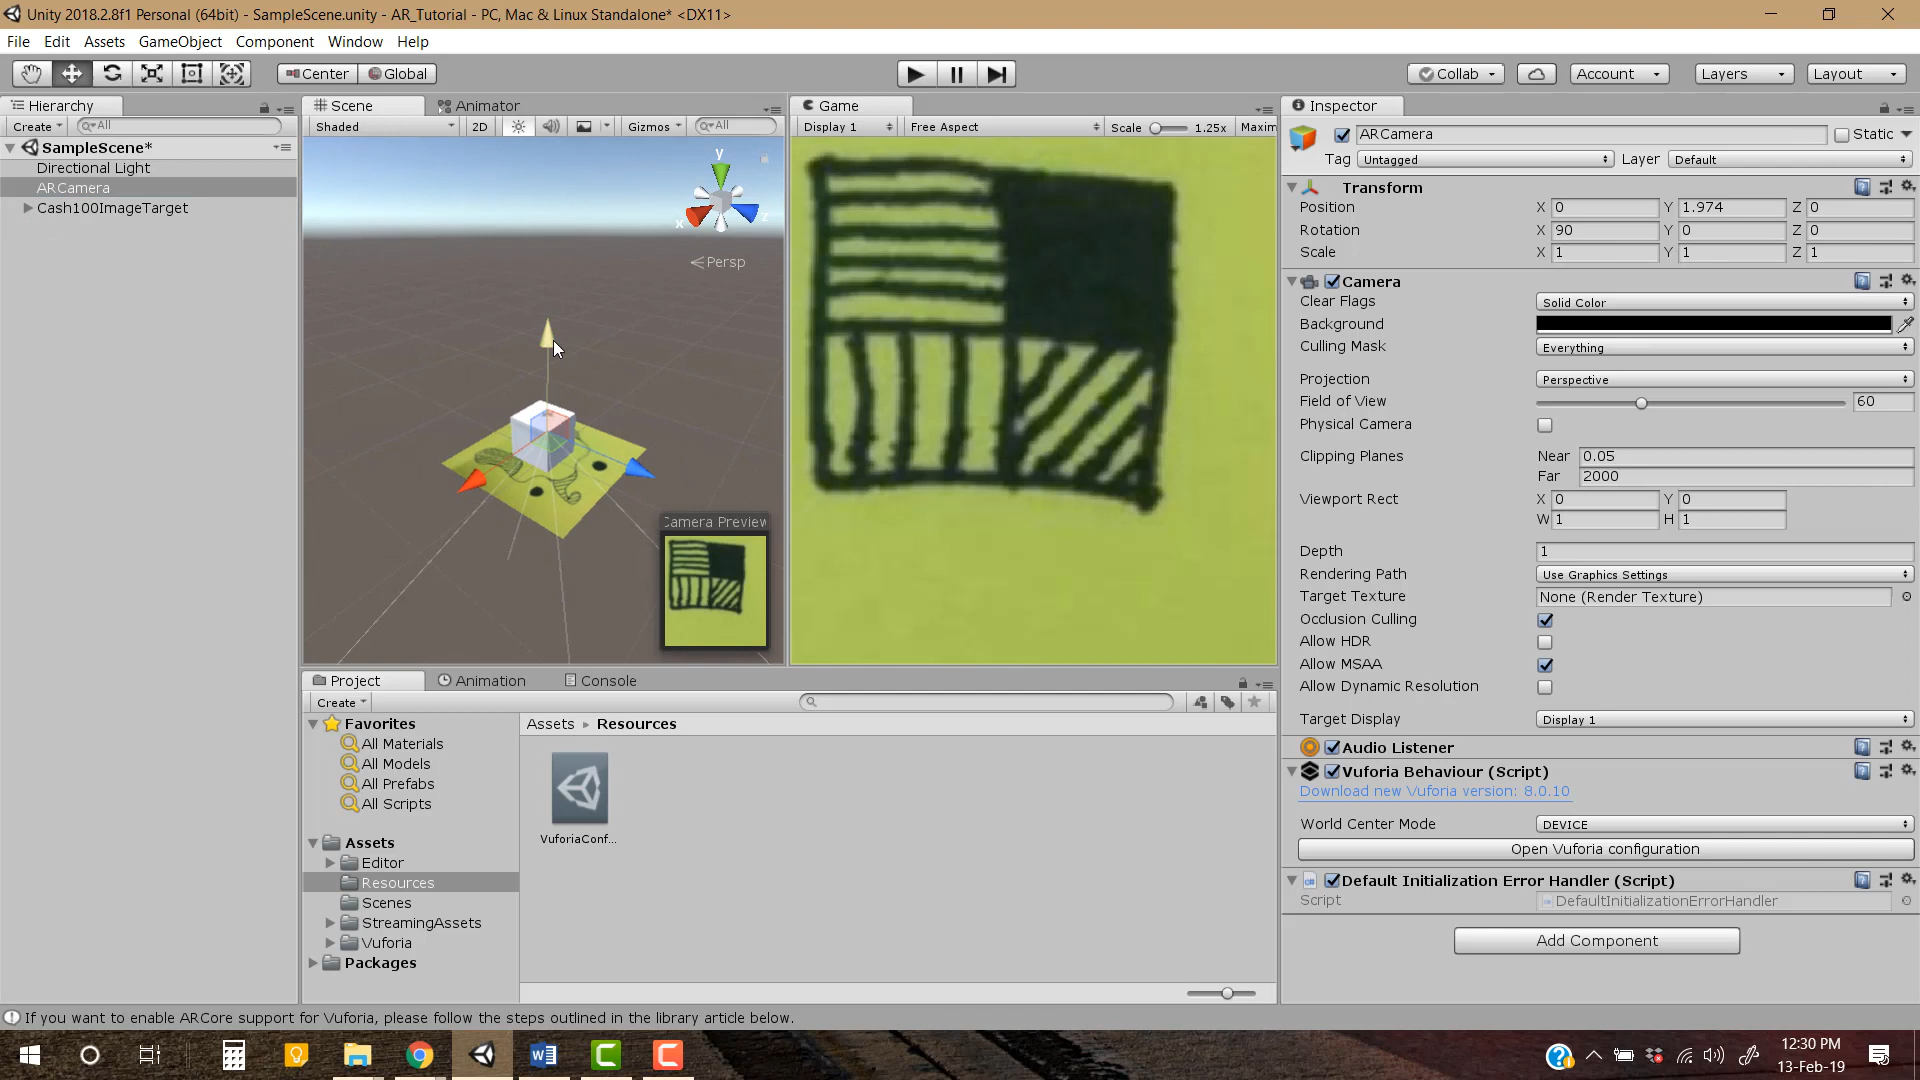 Unity 2018.2.8f1 Personal (64bit) - SampleScene.unity - AR_Tutorial - PC, Mac & Linux Standalone* <DX11>
File Edit Assets GameObject Component Window Help
Center Global Collab Account Layers Layout
Hierarchy Scene Animator Game Inspector
Create All Shaded 2D Gizmos All Display 1 Free Aspect Scale 1.25x Maxim
SampleScene*
Directional Light
ARCamera
Cash100ImageTarget
y
x
z
Persp
Camera Preview
ARCamera Static
Tag Untagged Layer Default
Transform
Position X 0 Y 1.974 Z 0
Rotation X 90 Y 0 Z 0
Scale X 1 Y 1 Z 1
Camera
Clear Flags Solid Color
Background
Culling Mask Everything
Projection Perspective
Field of View 60
Physical Camera
Clipping Planes Near 0.05
Far 2000
Viewport Rect X 0 Y 0
W 1 H 1
Depth 1
Rendering Path Use Graphics Settings
Target Texture None (Render Texture)
Occlusion Culling
Allow HDR
Allow MSAA
Allow Dynamic Resolution
Target Display Display 1
Audio Listener
Vuforia Behaviour (Script)
Download new Vuforia version: 8.0.10
World Center Mode DEVICE
Open Vuforia configuration
Default Initialization Error Handler (Script)
Script DefaultInitializationErrorHandler
Add Component
Project Animation Console
Create
Favorites
All Materials
All Models
All Prefabs
All Scripts
Assets
Editor
Resources
Scenes
StreamingAssets
Vuforia
Packages
Assets Resources
VuforiaConf...
If you want to enable ARCore support for Vuforia, please follow the steps outlined in the library article below.
12:30 PM
13-Feb-19